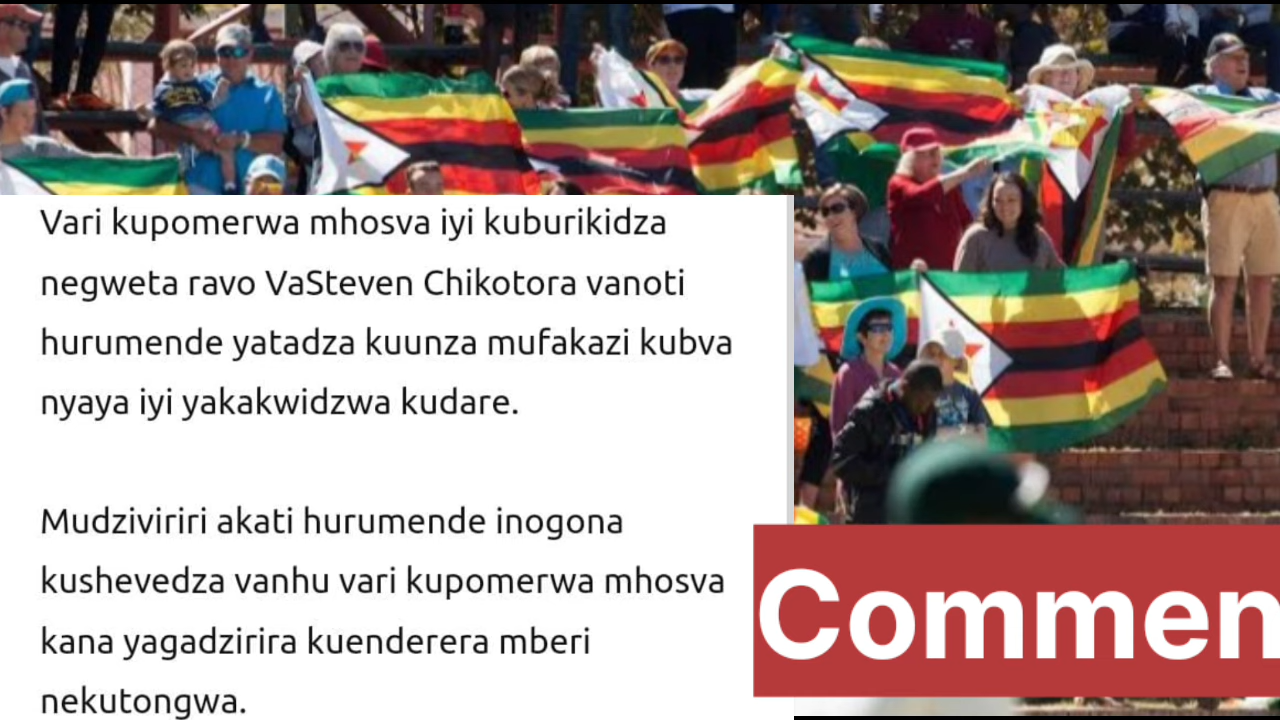 Vari kupomerwa mhosva iyi kuburikidza
negweta ravo VaSteven Chikotora vanoti
hurumende yatadza kuunza mufakazi kubva
nyaya iyi yakakwidzwa kudare.
Mudziviriri akati hurumende inogona
kushevedza vanhu vari kupomerwa mhosva
kana yagadzirira kuenderera mberi
nekutongwa.
Commen